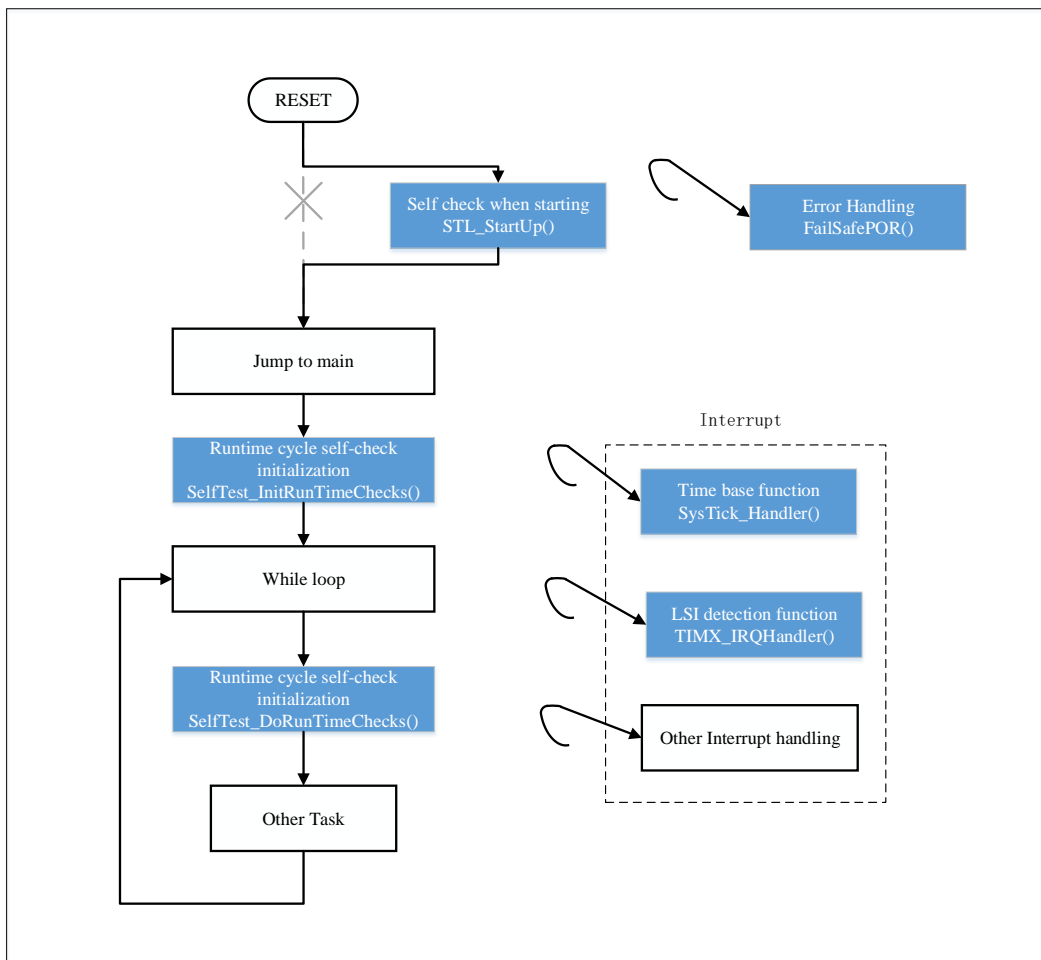 RESET
Self check when starting
STL_StartUp()
Error Handling
FailSafePOR()
Jump to main
Interrupt
Runtime cycle self-check
initialization
SelfTest_InitRunTimeChecks()
Time base function
SysTick_Handler()
While loop
LSI detection function
TIMX_IRQHandler()
Runtime cycle self-check
initialization
SelfTest_DoRunTimeChecks()
Other Interrupt handling
Other Task